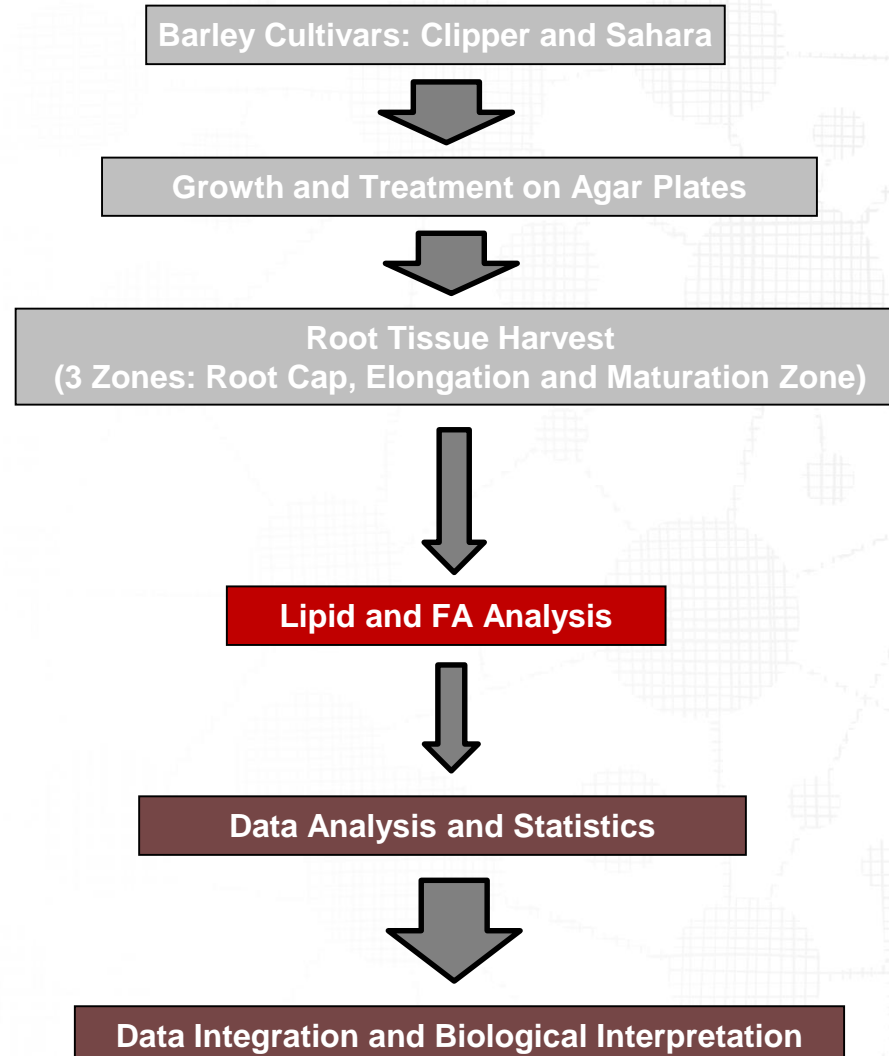 Barley Cultivars: Clipper and Sahara
Growth and Treatment on Agar Plates
Root Tissue Harvest
(3 Zones: Root Cap, Elongation and Maturation Zone)
Lipid and FA Analysis
Data Analysis and Statistics
Data Integration and Biological Interpretation